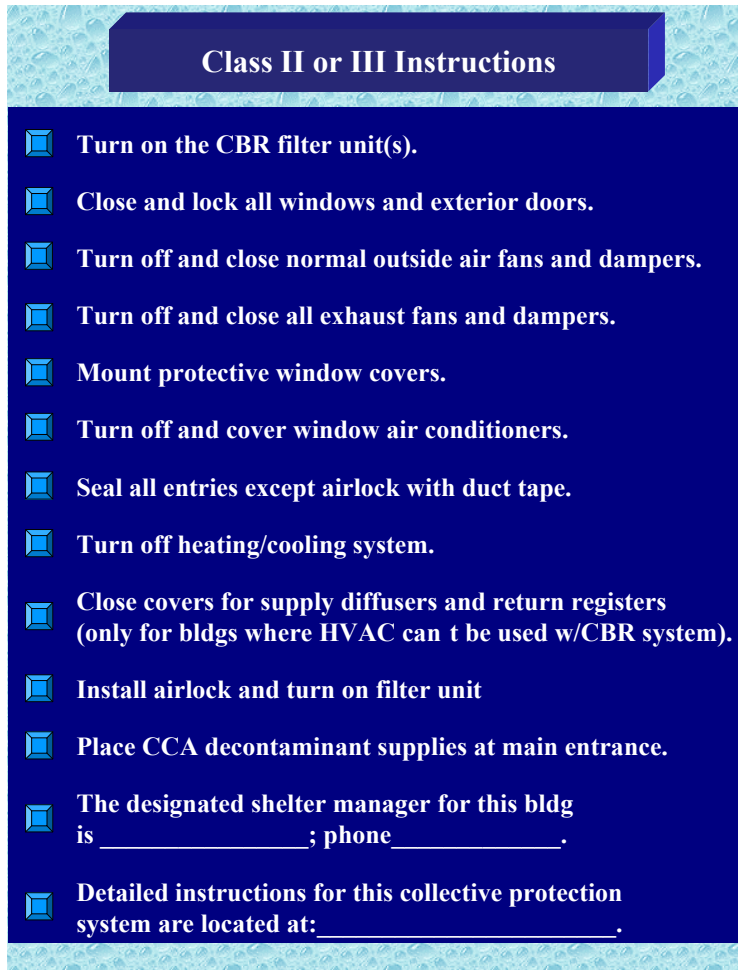 Class II or III Instructions
Turn on the CBR filter unit(s).
Close and lock all windows and exterior doors.
Turn off and close normal outside air fans and dampers.
Turn off and close all exhaust fans and dampers.
Mount protective window covers.
Turn off and cover window air conditioners.
Seal all entries except airlock with duct tape.
Turn off heating/cooling system.
Close covers for supply diffusers and return registers
(only for bldgs where HVAC can t be used w/CBR system).
Install airlock and turn on filter unit
Place CCA decontaminant supplies at main entrance.
The designated shelter manager for this bldg
is ________________; phone_____________.
Detailed instructions for this collective protection
system are located at:_______________________.